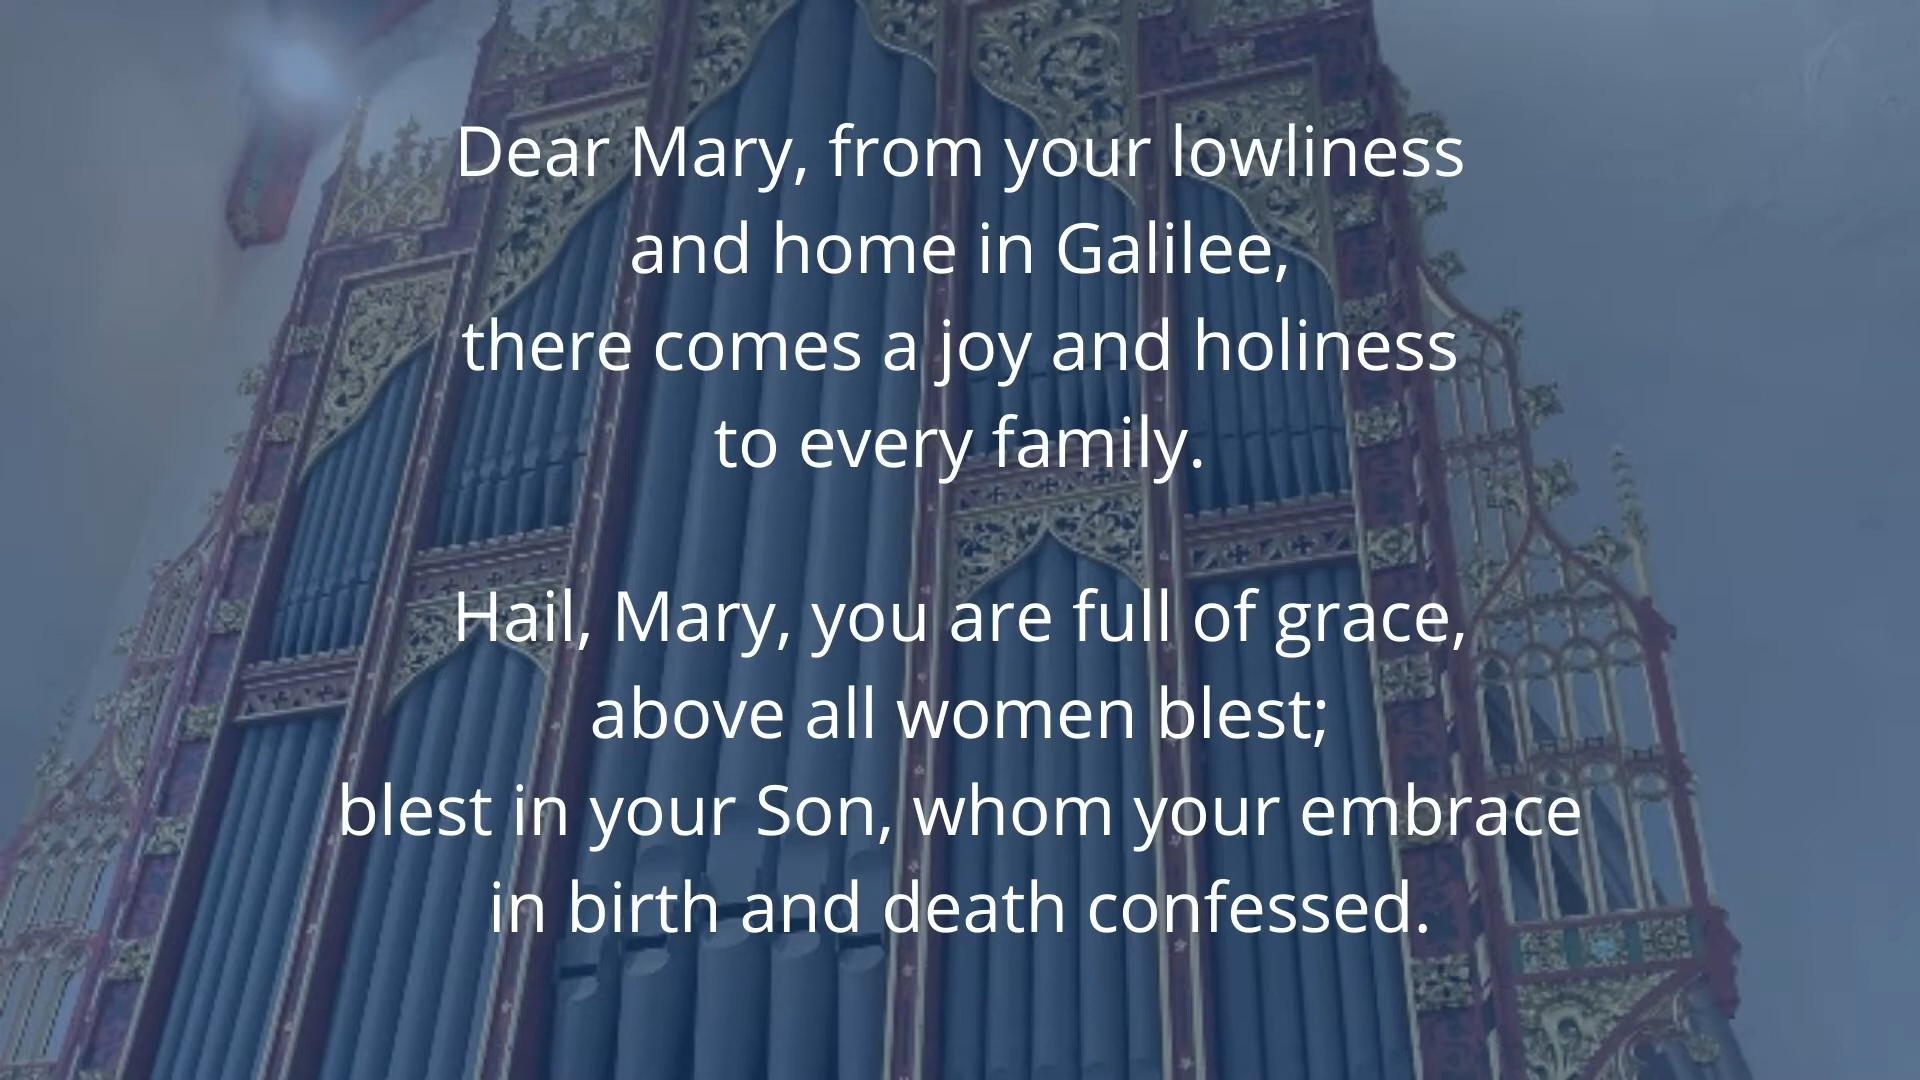 Dear Mary, from your lowliness
and home in Galilee,
there comes a joy and holiness
to every family.
Hail, Mary, you are full of grace,
above all women blest;
blest in your Son, whom your embrace
in birth and death confessed.